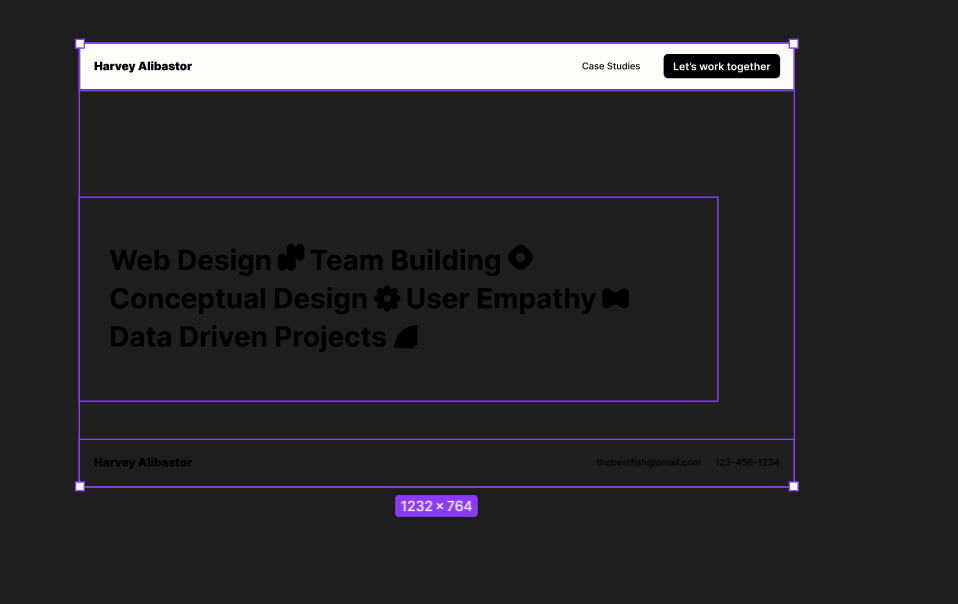 Harvey Alibastor
Case Studies
Let's work together
Web Design Team Building
Conceptual Design User Empathy
Data Driven Projects
Harvey Alibastor
thebestfish@email.com
123-456-1234
1232 × 764